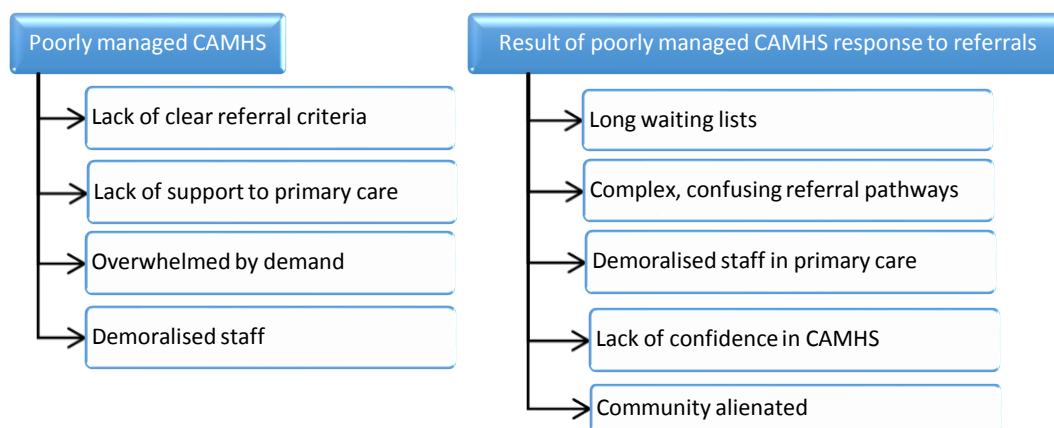 Poorly managed CAMHS
Lack of clear referral criteria
Lack of support to primary care
Overwhelmed by demand
Demoralised staff
Result of poorly managed CAMHS response to referrals
Long waiting lists
Complex, confusing referral pathways
Demoralised staff in primary care
Lack of confidence in CAMHS
Community alienated